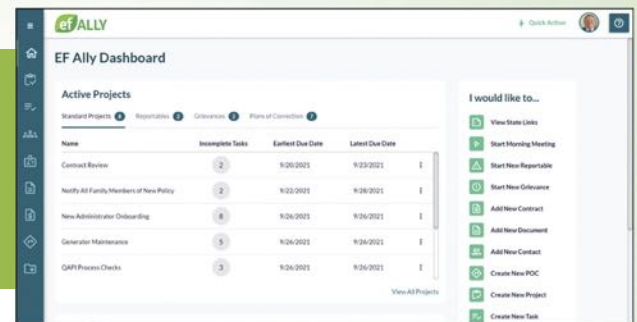 ef ALLY
Quick Action
EF Ally Dashboard
Active Projects
Standard Projects Reportables Grievances Plans of Correction
Name Incomplete Tasks Earliest Due Date Latest Due Date
Contract Review 2 9/20/2021 9/23/2021
Notify All Family Members of New Policy 2 9/22/2021 9/28/2021
New Administrator Onboarding 8 9/26/2021 9/26/2021
Generator Maintenance 5 9/26/2021 9/26/2021
QAPI Process Checks 3 9/26/2021 9/26/2021
View All Projects
I would like to...
View State Links
Start Morning Meeting
Start New Reportable
Start New Grievance
Add New Contract
Add New Document
Add New Contact
Create New POC
Create New Project
Create New Task